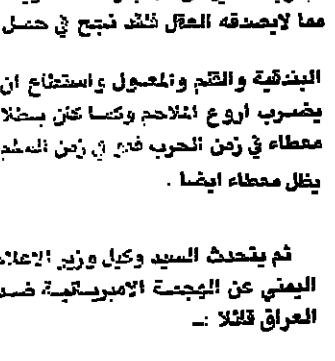 مما لايصدقه العقل فلقد نجح في حمل
البندقية والقلم والمعول واستطاع ان
يضرب اروع الملاحم وكما كان بطلا
معطاء في زمن الحرب فهو في زمن السلم
يظل معطاء ايضا .
ثم يتحدث السيد وكيل وزير الاعلام
اليمني عن الهجمة الامبريالية ضد
العراق قائلا :ــ